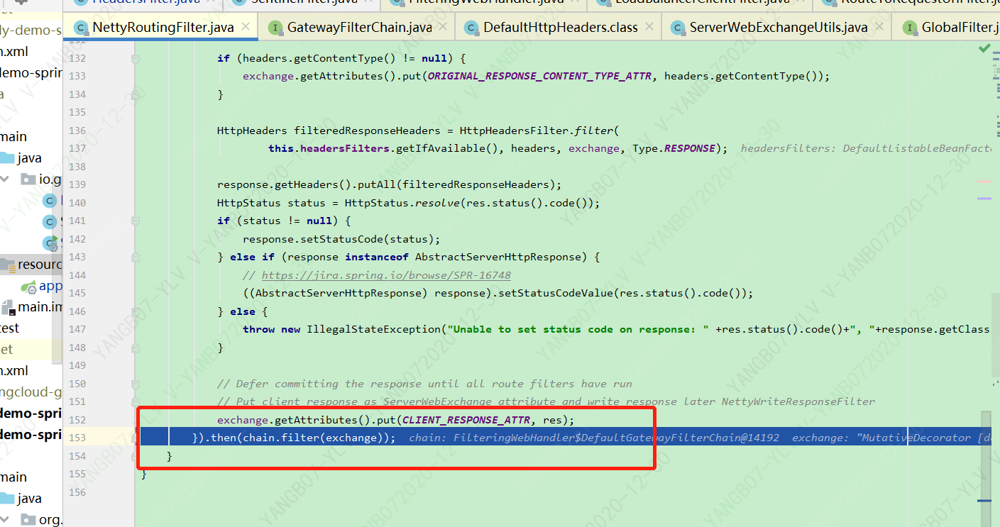 HeadersFilter.java
SentinelFilter.java
FilteringWebHandler.java
LoadBalancerClientFilter.java
RouteToRequestUrlFilter.j
NettyRoutingFilter.java
GatewayFilterChain.java
DefaultHttpHeaders.class
ServerWebExchangeUtils.java
GlobalFilter.j
ly-demo-s
n.xml
demo-sprin
a
main
java
io.g
resourc
app
main.im
test
et
n.xml
ngcloud-g
demo-spri
demo-spri
main
java
org.
131
132 if (headers.getContentType() != null) {
133 exchange.getAttributes().put(ORIGINAL_RESPONSE_CONTENT_TYPE_ATTR, headers.getContentType());
134 }
135
136 HttpHeaders filteredResponseHeaders = HttpHeadersFilter.filter(
137 this.headersFilters.getIfAvailable(), headers, exchange, Type.RESPONSE); headersFilters: DefaultListableBeanFacto
138
139 response.getHeaders().putAll(filteredResponseHeaders);
140 HttpStatus status = HttpStatus.resolve(res.status().code());
141 if (status != null) {
142 response.setStatusCode(status);
143 } else if (response instanceof AbstractServerHttpResponse) {
144 // https://jira.spring.io/browse/SPR-16748
145 ((AbstractServerHttpResponse) response).setStatusCodeValue(res.status().code());
146 } else {
147 throw new IllegalStateException("Unable to set status code on response: " +res.status().code()+", "+response.getClass
148 }
149
150 // Defer committing the response until all route filters have run
151 // Put client response as ServerWebExchange attribute and write response later NettyWriteResponseFilter
152 exchange.getAttributes().put(CLIENT_RESPONSE_ATTR, res);
153 }).then(chain.filter(exchange)); chain: FilteringWebHandler$DefaultGatewayFilterChain@14192 exchange: "MutativeDecorator [d
154 }
155 }
156
YANGB07-YLV V-YANB072020-12-30